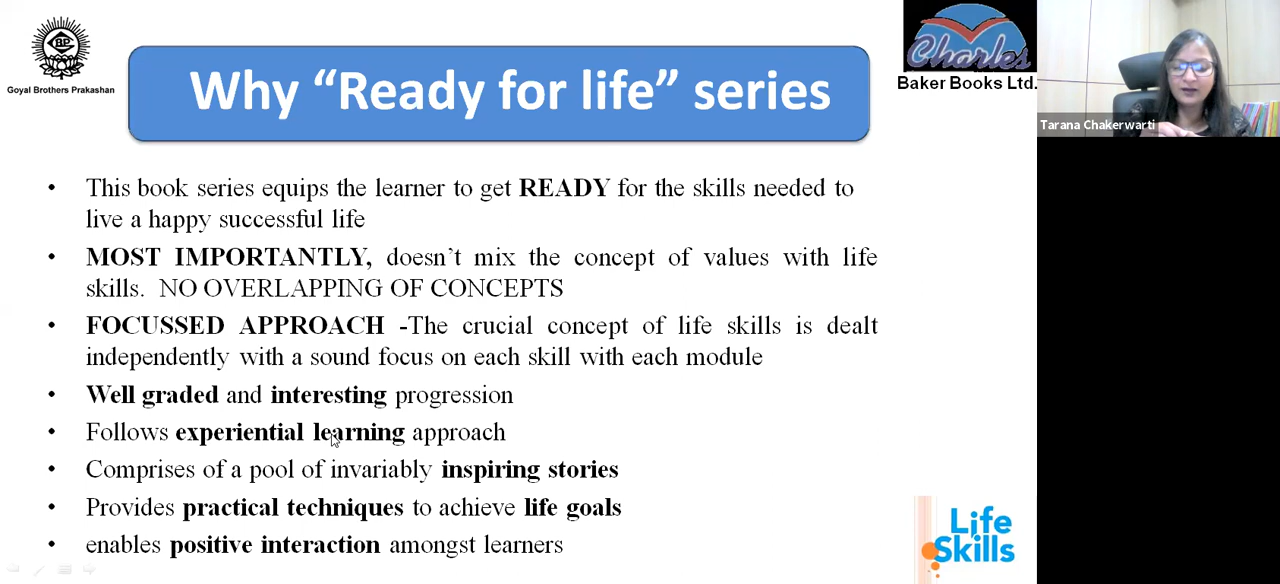 BP
Goyal Brothers Prakashan
Why “Ready for life” series
Charles
Baker Books Ltd.
Tarana Chakerwarti
• This book series equips the learner to get READY for the skills needed to
live a happy successful life
• MOST IMPORTANTLY, doesn’t mix the concept of values with life
skills. NO OVERLAPPING OF CONCEPTS
• FOCUSSED APPROACH -The crucial concept of life skills is dealt
independently with a sound focus on each skill with each module
• Well graded and interesting progression
• Follows experiential learning approach
• Comprises of a pool of invariably inspiring stories
• Provides practical techniques to achieve life goals
• enables positive interaction amongst learners
Life
Skills